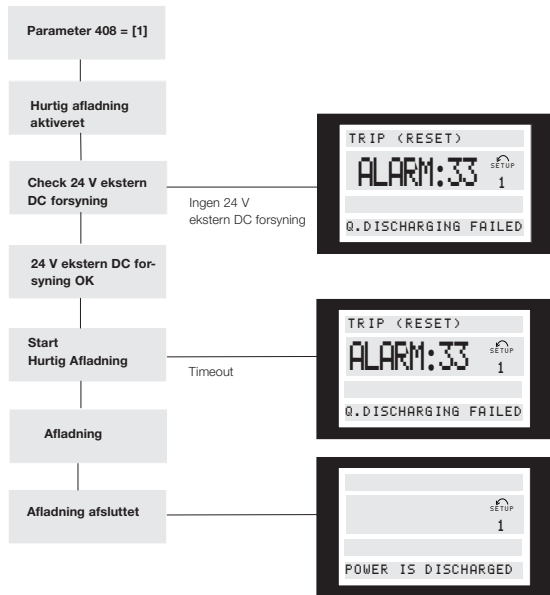 Parameter 408 = [1]
Hurtig afladning
aktiveret
Check 24 V ekstern
DC forsyning
Ingen 24 V
ekstern DC forsyning
TRIP (RESET)
ALARM:33
SETUP
1
Q.DISCHARGING FAILED
24 V ekstern DC for-
syning OK
Start
Hurtig Afladning
Timeout
TRIP (RESET)
ALARM:33
SETUP
1
Q.DISCHARGING FAILED
Afladning
Afladning afsluttet
SETUP
1
POWER IS DISCHARGED